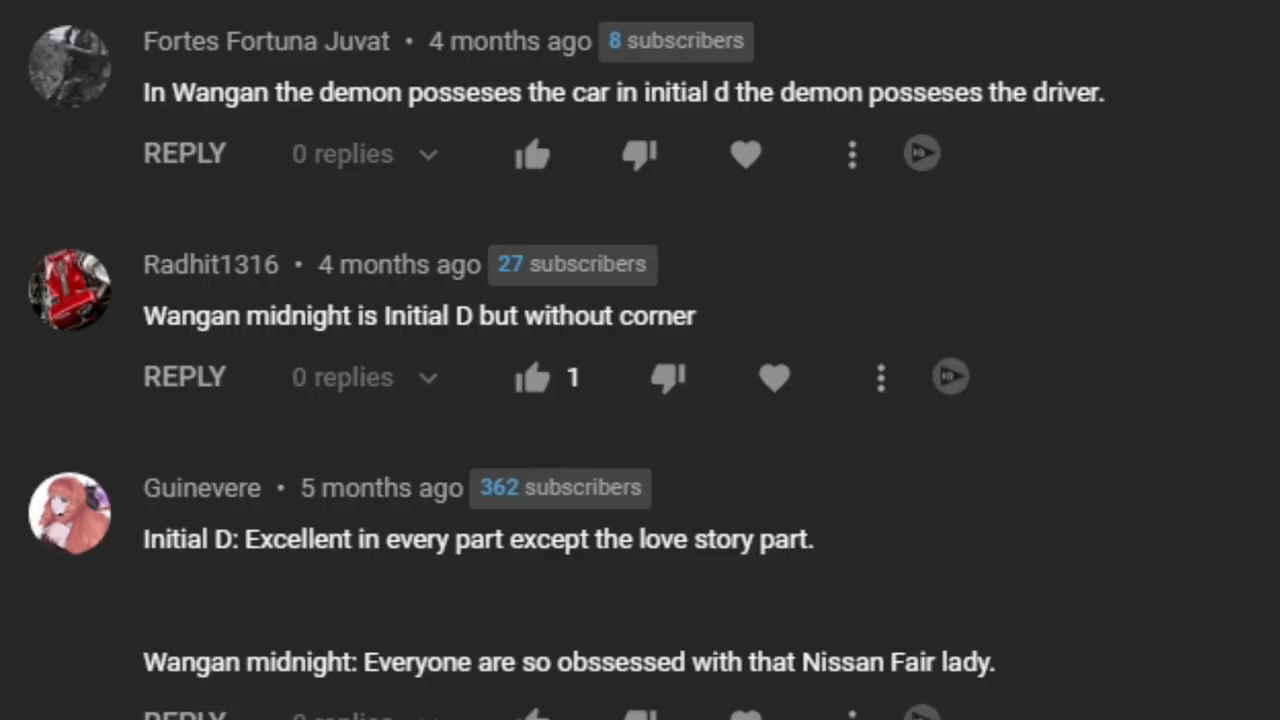 Fortes Fortuna Juvat • 4 months ago 8 subscribers
In Wangan the demon posseses the car in initial d the demon posseses the driver.
REPLY 0 replies
Radhit1316 • 4 months ago 27 subscribers
Wangan midnight is Initial D but without corner
REPLY 0 replies 1
Guinevere • 5 months ago 362 subscribers
Initial D: Excellent in every part except the love story part.
Wangan midnight: Everyone are so obssessed with that Nissan Fair lady.
REPLY 0 replies